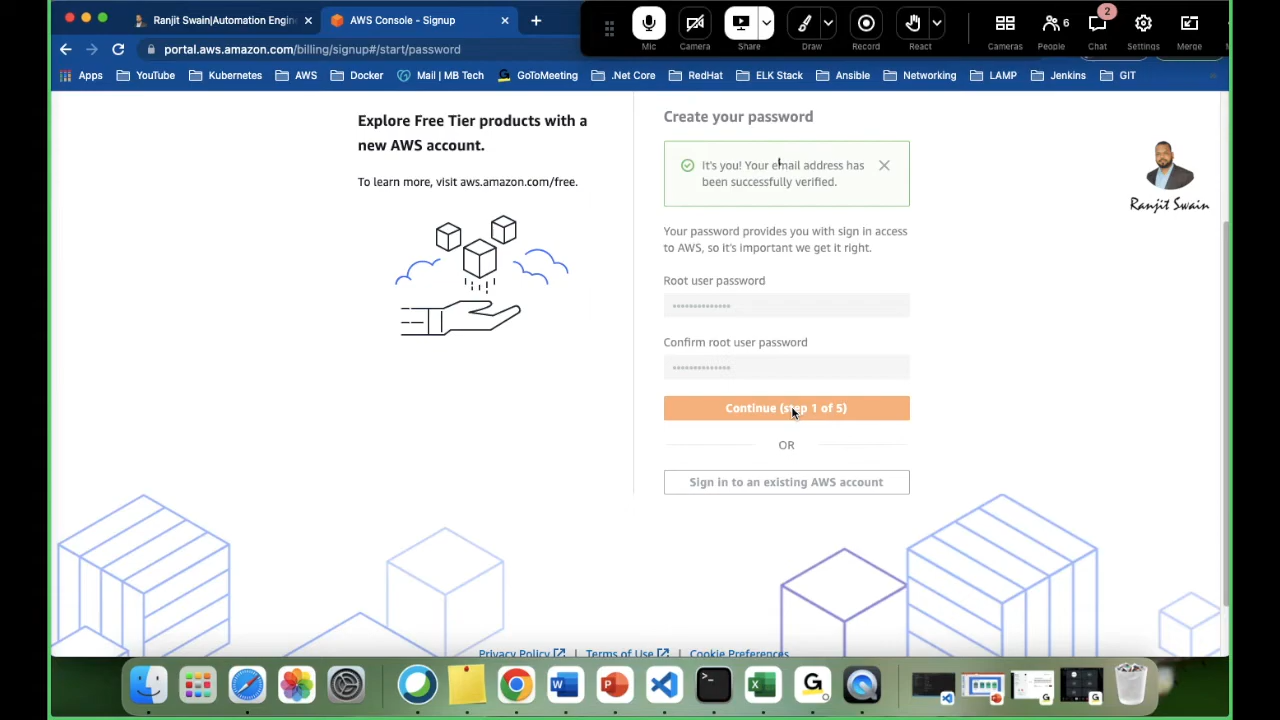 Ranjit Swain|Automation Engin
AWS Console - Signup
Mic
Camera
Share
Draw
Record
React
Cameras
6
People
2
Chat
Settings
Merge
portal.aws.amazon.com/billing/signup#/start/password
Apps
YouTube
Kubernetes
AWS
Docker
Mail | MB Tech
GoToMeeting
.Net Core
RedHat
ELK Stack
Ansible
Networking
LAMP
Jenkins
GIT
Explore Free Tier products with a
new AWS account.
To learn more, visit aws.amazon.com/free.
Create your password
It's you! Your email address has
been successfully verified.
Your password provides you with sign in access
to AWS, so it's important we get it right.
Root user password
••••••••••••••
Confirm root user password
••••••••••••••
Continue (step 1 of 5)
OR
Sign in to an existing AWS account
Ranjit Swain
Privacy Policy | Terms of Use | Cookie Preferences